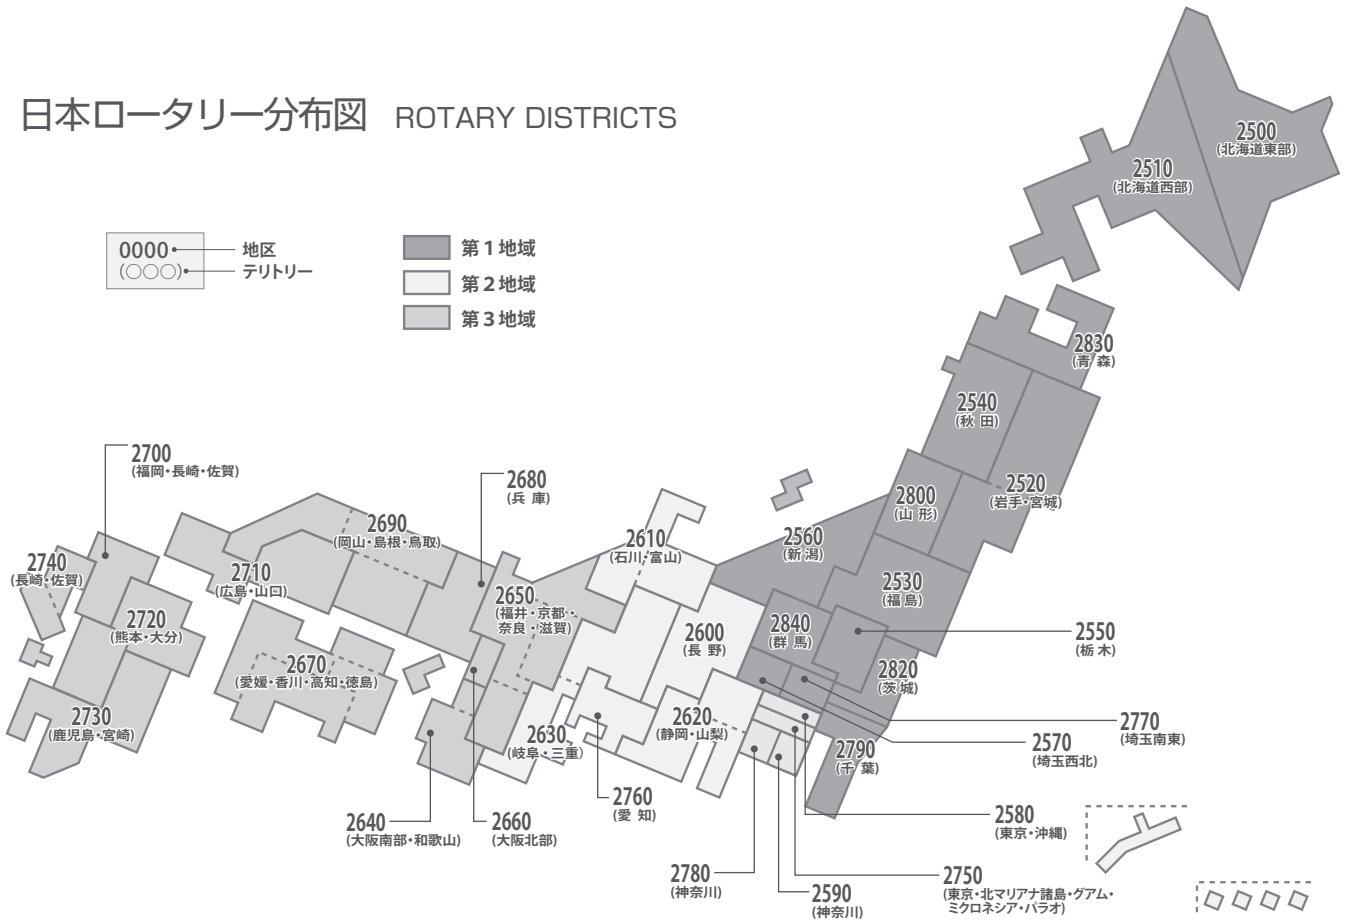 日本ロータリー分布図 ROTARY DISTRICTS
0000 地区
(○○○) テリトリー
第1地域
第2地域
第3地域
2500
(北海道東部)
2510
(北海道西部)
2830
(青 森)
2540
(秋 田)
2520
(岩手・宮城)
2800
(山 形)
2560
(新 潟)
2530
(福 島)
2840
(群 馬)
2550
(栃 木)
2820
(茨 城)
2770
(埼玉南東)
2570
(埼玉西北)
2790
(千 葉)
2580
(東京・沖縄)
2750
(東京・北マリアナ諸島・グアム・
ミクロネシア・パラオ)
2590
(神奈川)
2780
(神奈川)
2610
(石川・富山)
2600
(長 野)
2620
(静岡・山梨)
2630
(岐阜・三重)
2760
(愛 知)
2680
(兵 庫)
2650
(福井・京都・
奈良・滋賀)
2660
(大阪北部)
2640
(大阪南部・和歌山)
2690
(岡山・島根・鳥取)
2710
(広島・山口)
2670
(愛媛・香川・高知・徳島)
2700
(福岡・長崎・佐賀)
2740
(長崎・佐賀)
2720
(熊本・大分)
2730
(鹿児島・宮崎)